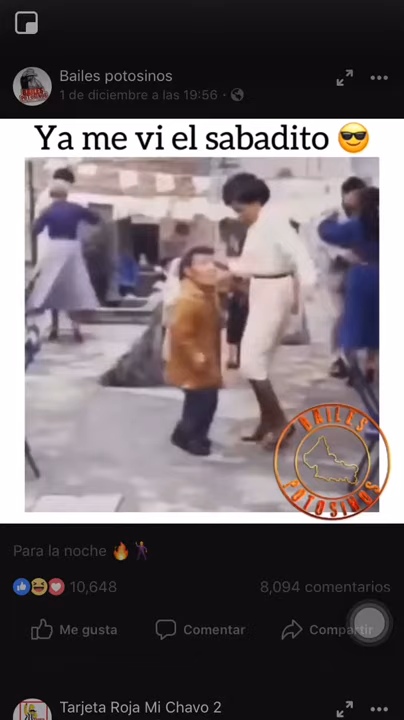 Bailes potosinos
1 de diciembre a las 19:56 ·
Ya me vi el sabadito 😎
BAILES
POTOSINOS
Para la noche 🔥🕺
10,648
8,094 comentarios
Me gusta
Comentar
Compartir
Tarjeta Roja Mi Chavo 2